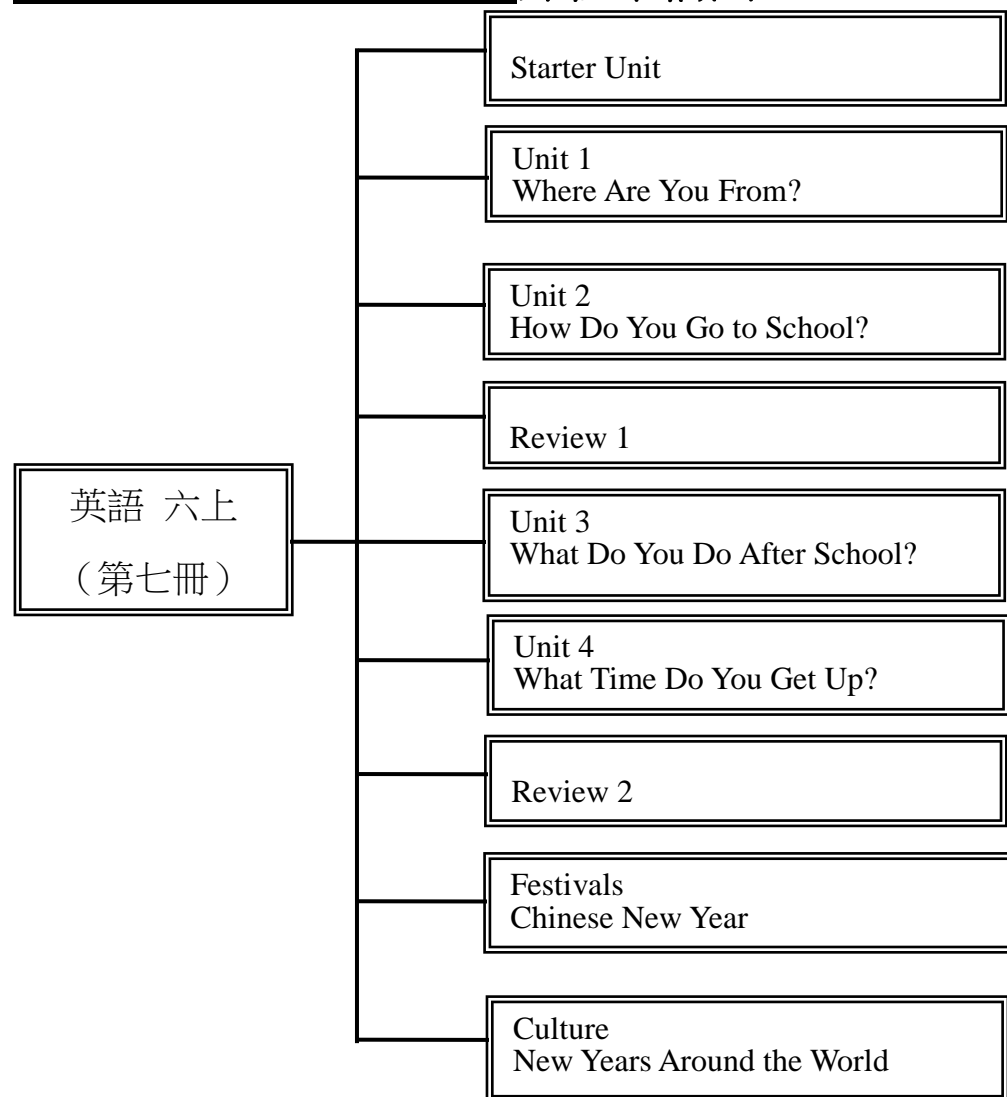 Starter Unit
Unit 1
Where Are You From?
Unit 2
How Do You Go to School?
Review 1
英語 六上
（第七冊）
Unit 3
What Do You Do After School?
Unit 4
What Time Do You Get Up?
Review 2
Festivals
Chinese New Year
Culture
New Years Around the World